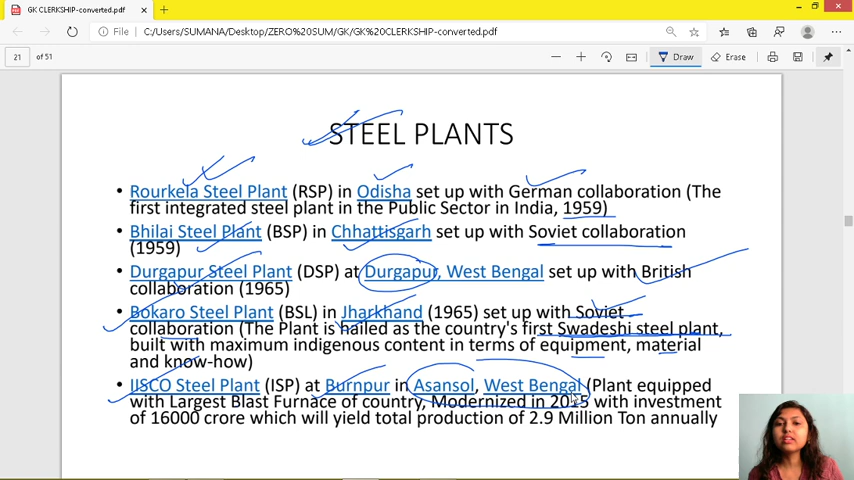 GK CLERKSHIP-converted.pdf
File
C:/Users/SUMANA/Desktop/ZERO%20SUM/GK/GK%20CLERKSHIP-converted.pdf
21 of 51
Draw
Erase
STEEL PLANTS
• Rourkela Steel Plant (RSP) in Odisha set up with German collaboration (The
first integrated steel plant in the Public Sector in India, 1959)
• Bhilai Steel Plant (BSP) in Chhattisgarh set up with Soviet collaboration
(1959)
• Durgapur Steel Plant (DSP) at Durgapur, West Bengal set up with British
collaboration (1965)
• Bokaro Steel Plant (BSL) in Jharkhand (1965) set up with Soviet
collaboration (The Plant is hailed as the country's first Swadeshi steel plant,
built with maximum indigenous content in terms of equipment, material
and know-how)
• IISCO Steel Plant (ISP) at Burnpur in Asansol, West Bengal (Plant equipped
with Largest Blast Furnace of country, Modernized in 2015 with investment
of 16000 crore which will yield total production of 2.9 Million Ton annually